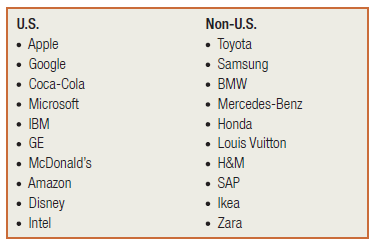 U.S.
• Apple
• Google
• Coca-Cola
• Microsoft
• IBM
• GE
• McDonald's
• Amazon
• Disney
• Intel
Non-U.S.
• Toyota
• Samsung
• BMW
• Mercedes-Benz
• Honda
• Louis Vuitton
• H&M
• SAP
• Ikea
• Zara